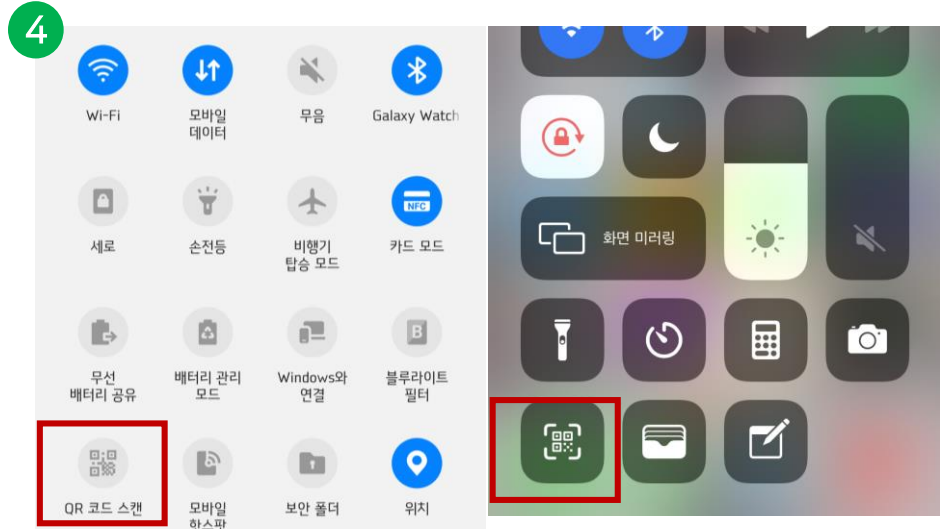 4
Wi-Fi
모바일
데이터
무음
Galaxy Watch
NFC
세로
손전등
비행기
탑승 모드
카드 모드
무선
배터리 공유
배터리 관리
모드
Windows와
연결
B
블루라이트
필터
QR 코드 스캔
모바일
핫스팟
보안 폴더
위치
화면 미러링